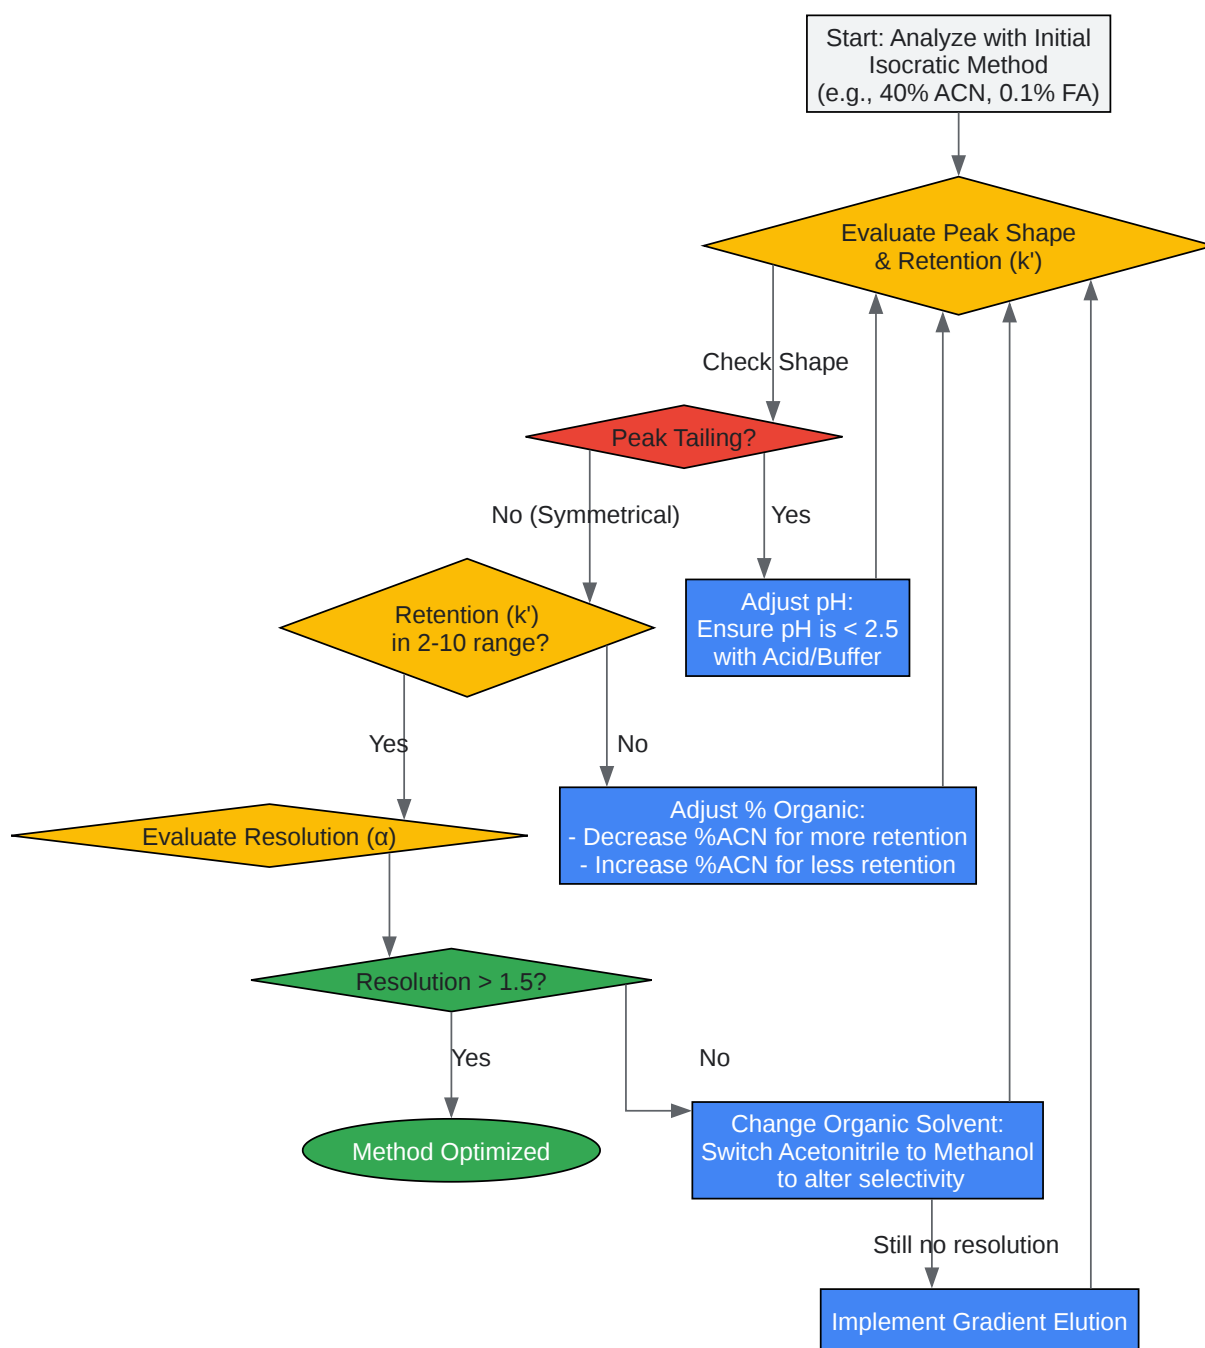 Start: Analyze with Initial
Isocratic Method
(e.g., 40% ACN, 0.1% FA)
Evaluate Peak Shape
& Retention (k')
Check Shape
Peak Tailing?
No (Symmetrical)
Yes
Retention (k')
in 2-10 range?
Adjust pH:
Ensure pH is < 2.5
with Acid/Buffer
Yes
No
Adjust % Organic:
- Decrease %ACN for more retention
- Increase %ACN for less retention
Evaluate Resolution (α)
Resolution > 1.5?
Yes
No
Method Optimized
Change Organic Solvent:
Switch Acetonitrile to Methanol
to alter selectivity
Still no resolution
Implement Gradient Elution